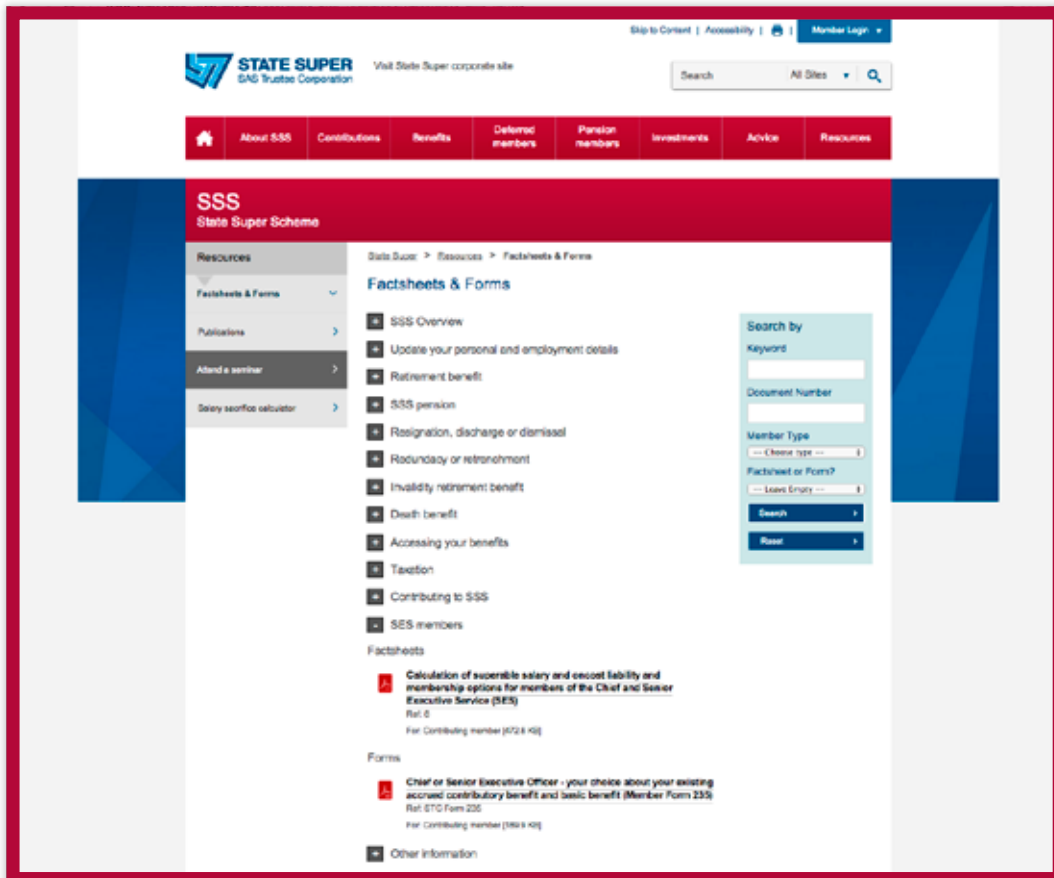 Skip to Content | Accessibility | |
Member Login
STATE SUPER
SAS Trustee Corporation
Visit State Super corporate site
Search
All Sites
About SSS
Contributions
Benefits
Deferred
members
Pension
members
Investments
Advice
Resources
SSS
State Super Scheme
Resources
Factsheets & Forms
Publications
Attend a seminar
Salary sacrifice calculator
State Super > Resources > Factsheets & Forms
Factsheets & Forms
SSS Overview
Update your personal and employment details
Retirement benefit
SSS pension
Resignation, discharge or dismissal
Redundacy or retrenchment
Invalidity retirement benefit
Death benefit
Accessing your benefits
Taxation
Contributing to SSS
SES members
Factsheets
Calculation of superable salary and oncost liability and
membership options for members of the Chief and Senior
Executive Service (SES)
Ref: 6
For: Contributing member [672.8 KB]
Forms
Chief or Senior Executive Officer - your choice about your existing
accrued contributory benefit and basic benefit (Member Form 235)
Ref: STC Form 235
For: Contributing member
Other information
Search by
Keyword
Document Number
Member Type
--- Choose type ---
Factsheet or Form?
--- Leave Empty ---
Search
Reset